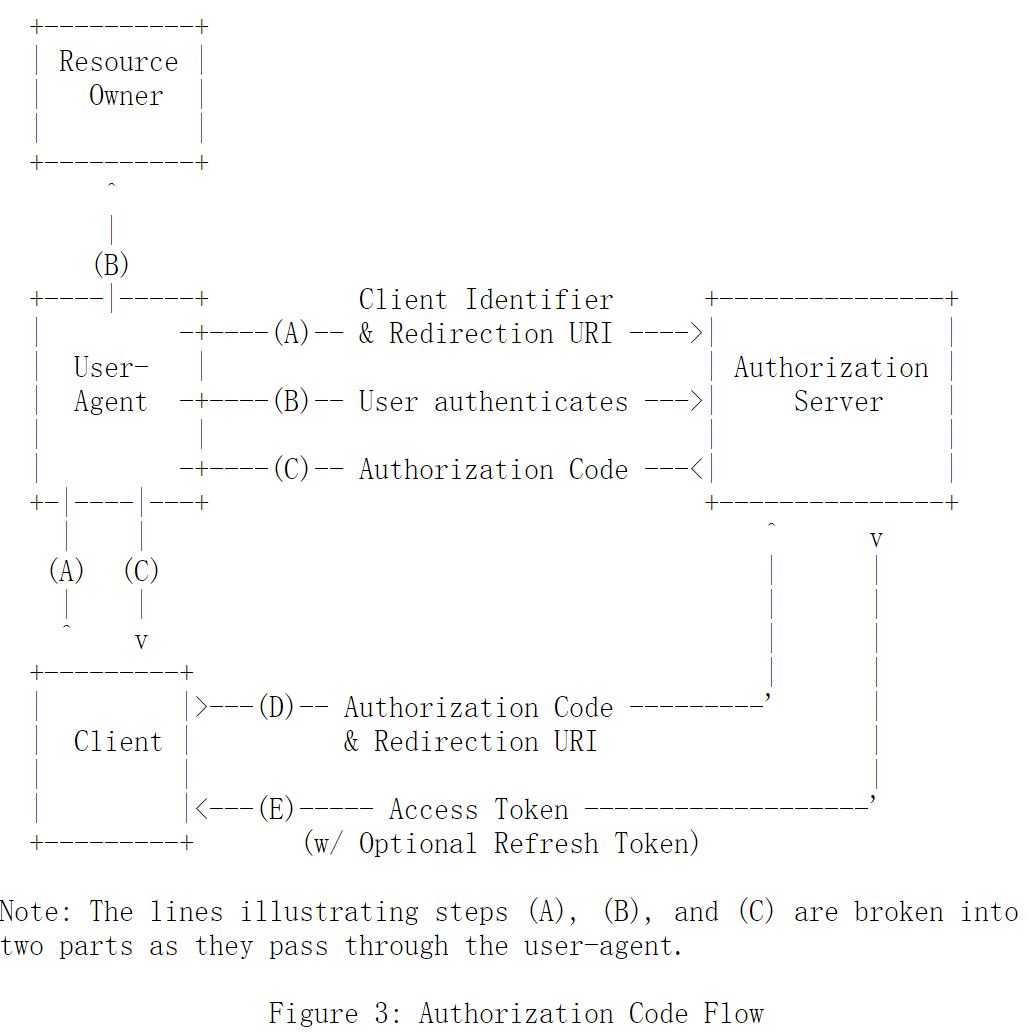 +----------+
| Resource |
|   Owner  |
|          |
+----------+
     ^
     |
    (B)
+----|-----+          Client Identifier      +---------------+
|         -+----(A)-- & Redirection URI ---->|               |
|  User-   |                                 | Authorization |
|  Agent  -+----(B)-- User authenticates --->|     Server    |
|          |                                 |               |
|         -+----(C)-- Authorization Code ---<|               |
+-|----|---+                                 +---------------+
  |    |                                         ^      v
 (A)  (C)                                        |      |
  |    |                                         |      |
  ^    v                                         |      |
+---------+                                      |      |
|         |>---(D)-- Authorization Code ---------'      |
|  Client |          & Redirection URI                  |
|         |                                             |
|         |<---(E)----- Access Token -------------------'
+---------+       (w/ Optional Refresh Token)
Note: The lines illustrating steps (A), (B), and (C) are broken into
two parts as they pass through the user-agent.
Figure 3: Authorization Code Flow